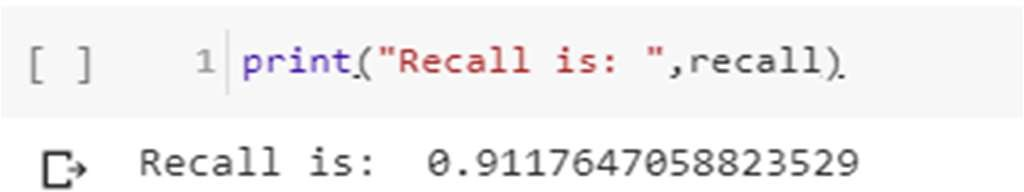 [ ] 1 print("Recall is: ",recall)
Recall is:  0.9117647058823529